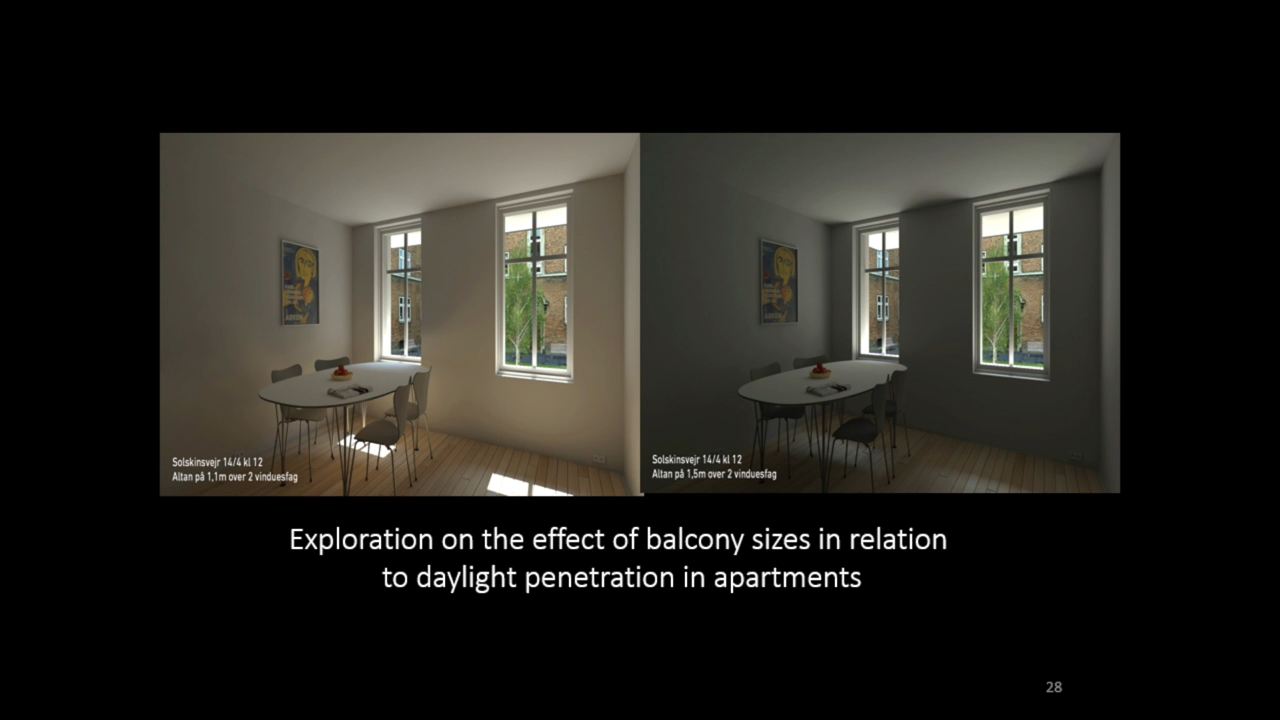 Solskinsvejr 14/4 kl 12
Altan på 1,1m over 2 vinduesfag
Solskinsvejr 14/4 kl 12
Altan på 1,5m over 2 vinduesfag
Exploration on the effect of balcony sizes in relation
to daylight penetration in apartments
28